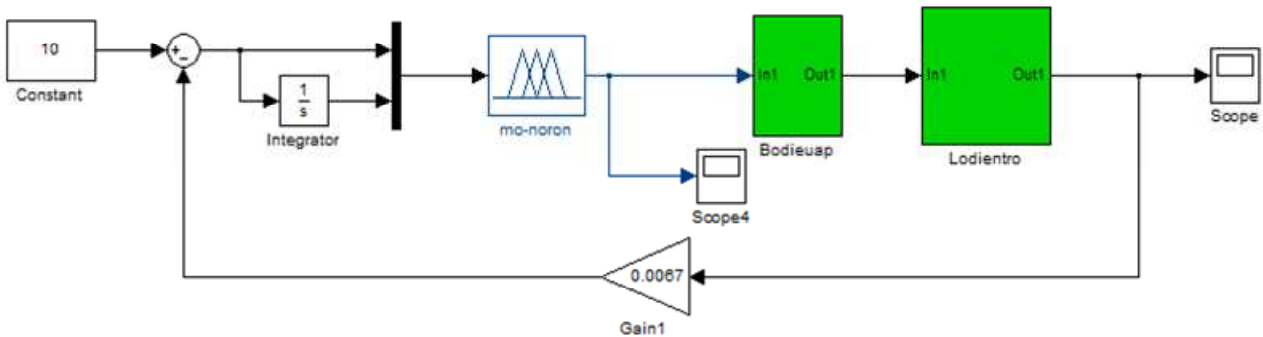 10
Constant
+
−
1
s
Integrator
mo-noron
Scope4
In1 Out1
Bodieuap
In1 Out1
Lodientro
Scope
0.0067
Gain1